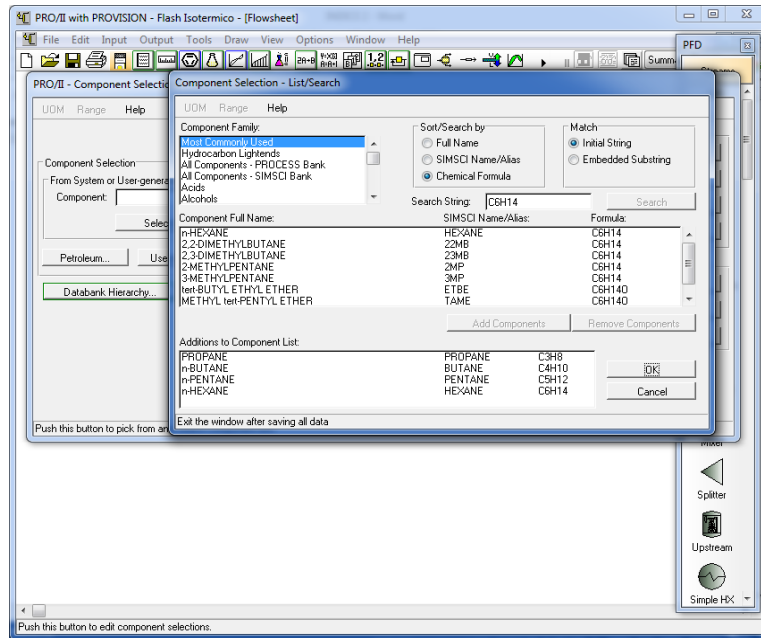 PRO/II with PROVISION - Flash Isotermico - [Flowsheet]
File Edit Input Output Tools Draw View Options Window Help
Summ
PFD
PRO/II - Component Selectio
UOM Range Help
Component Selection
From System or User-genera
Component:
Selec
Petroleum... Use
Databank Hierarchy...
Push this button to pick from an
Component Selection - List/Search
UOM Range Help
Component Family:
Most Commonly Used
Hydrocarbon Lightends
All Components - PROCESS Bank
All Components - SIMSCI Bank
Acids
Alcohols
Sort/Search by
Full Name
SIMSCI Name/Alias
Chemical Formula
Match
Initial String
Embedded Substring
Search String: C6H14 Search
Component Full Name: SIMSCI Name/Alias: Formula:
n-HEXANE HEXANE C6H14
2,2-DIMETHYLBUTANE 22MB C6H14
2,3-DIMETHYLBUTANE 23MB C6H14
2-METHYLPENTANE 2MP C6H14
3-METHYLPENTANE 3MP C6H14
tert-BUTYL ETHYL ETHER ETBE C6H14O
METHYL tert-PENTYL ETHER TAME C6H14O
Add Components Remove Components
Additions to Component List:
PROPANE PROPANE C3H8
n-BUTANE BUTANE C4H10
n-PENTANE PENTANE C5H12
n-HEXANE HEXANE C6H14
OK
Cancel
Exit the window after saving all data
Mixer
Splitter
Upstream
Simple HX
Push this button to edit component selections.